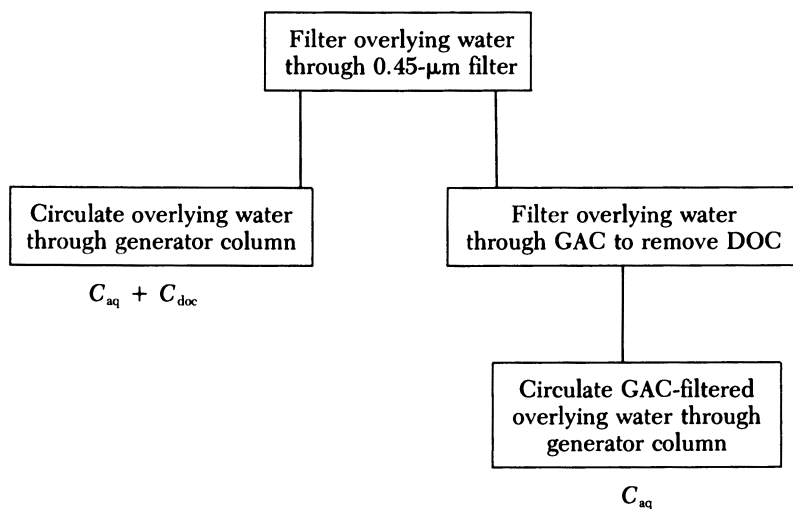 Filter overlying water
through 0.45-μm filter
Circulate overlying water
through generator column
C_aq + C_doc
Filter overlying water
through GAC to remove DOC
Circulate GAC-filtered
overlying water through
generator column
C_aq